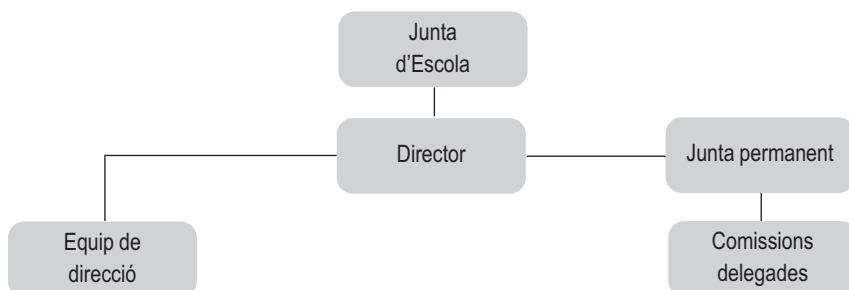 Junta
d’Escola
Director
Junta permanent
Equip de
direcció
Comissions
delegades